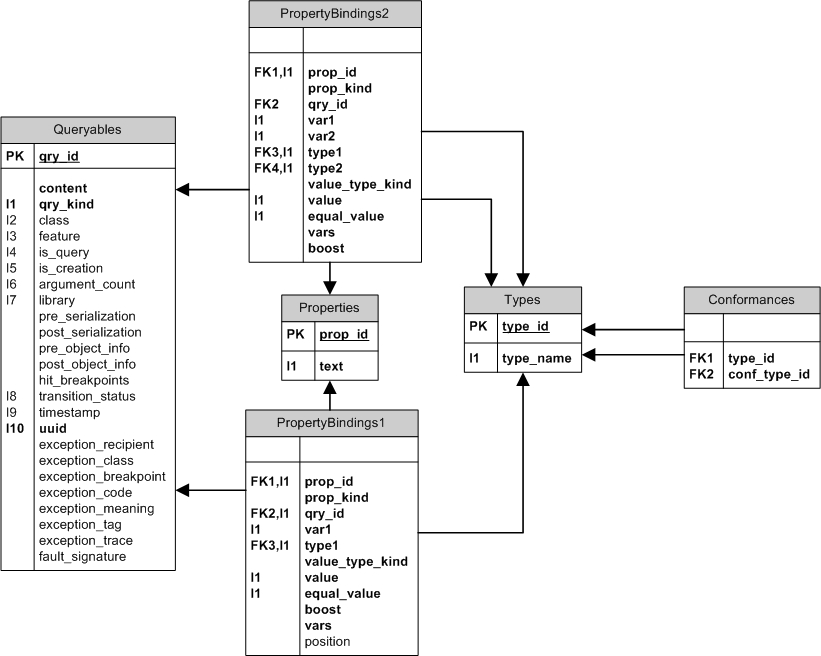 PropertyBindings2
FK1,I1 prop_id
prop_kind
FK2 qry_id
I1 var1
I1 var2
FK3,I1 type1
FK4,I1 type2
value_type_kind
I1 value
I1 equal_value
vars
boost
Queryables
PK qry_id
content
I1 qry_kind
I2 class
I3 feature
I4 is_query
I5 is_creation
I6 argument_count
I7 library
pre_serialization
post_serialization
pre_object_info
post_object_info
hit_breakpoints
I8 transition_status
I9 timestamp
I10 uuid
exception_recipient
exception_class
exception_breakpoint
exception_code
exception_meaning
exception_tag
exception_trace
fault_signature
Properties
PK prop_id
I1 text
Types
PK type_id
I1 type_name
Conformances
FK1 type_id
FK2 conf_type_id
PropertyBindings1
FK1,I1 prop_id
prop_kind
FK2,I1 qry_id
I1 var1
FK3,I1 type1
value_type_kind
I1 value
I1 equal_value
boost
vars
position